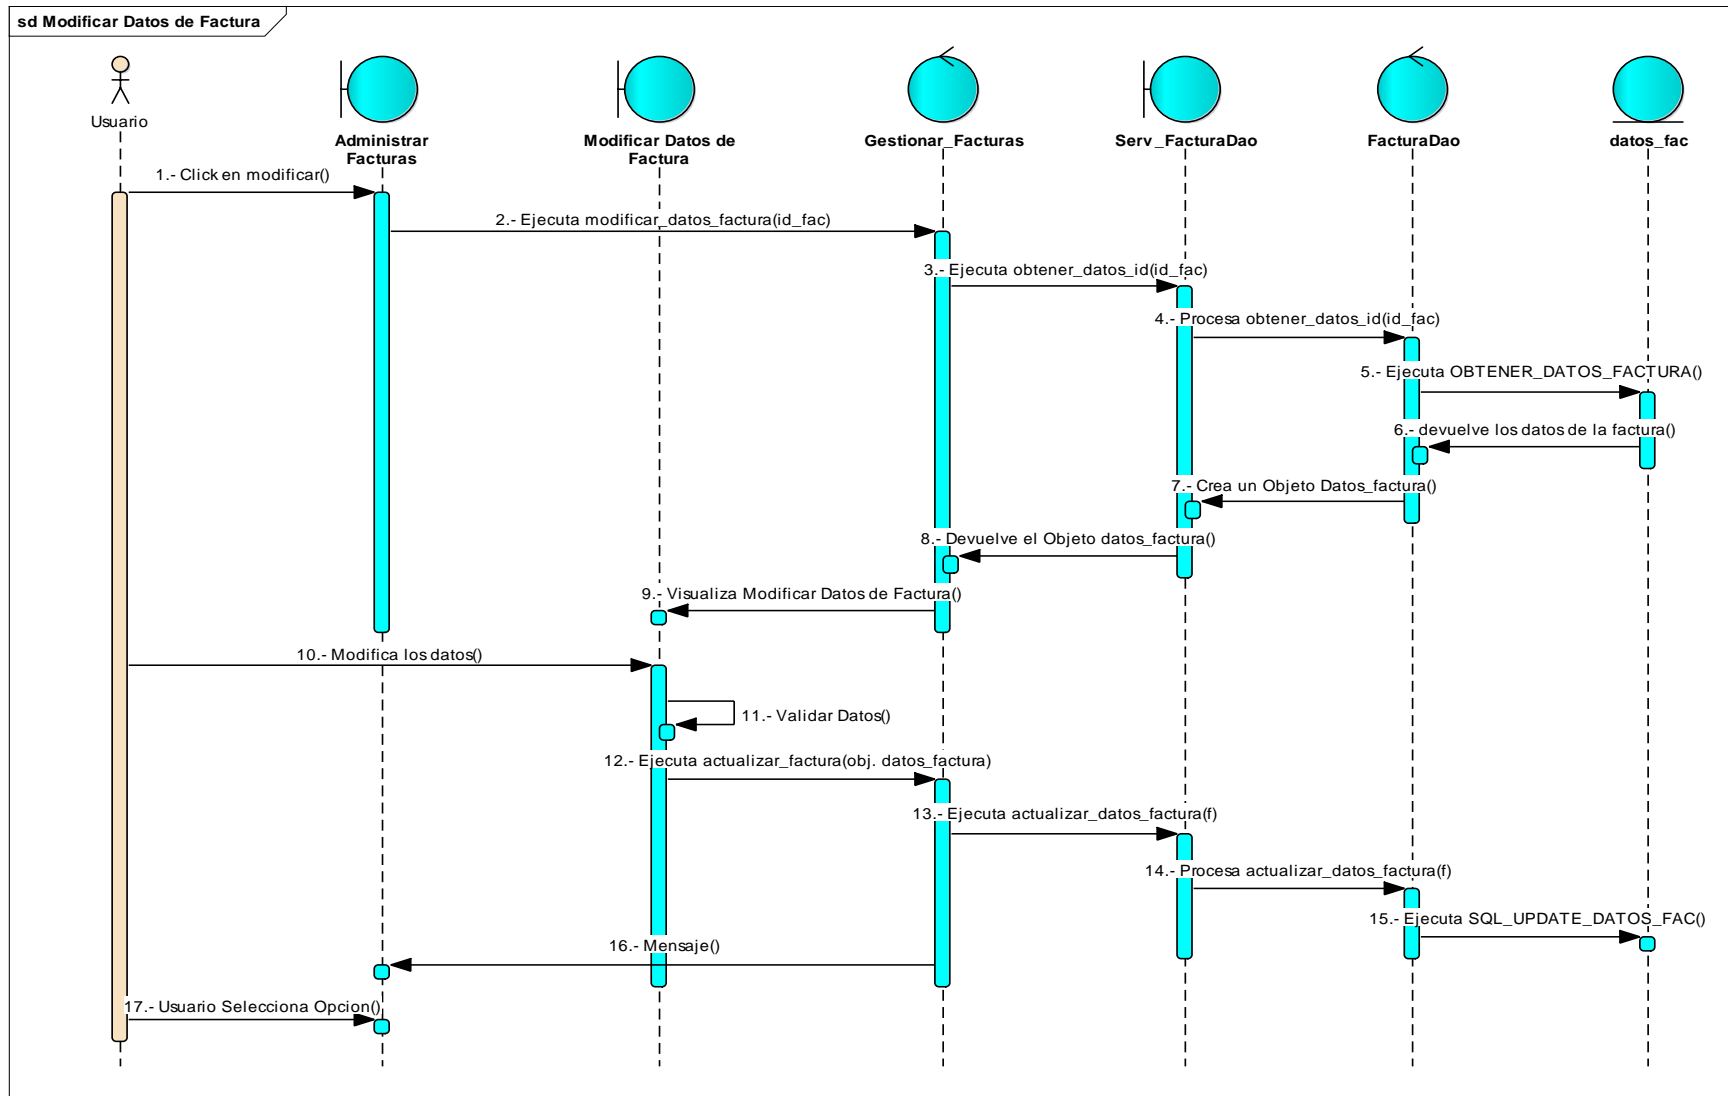 sd Modificar Datos de Factura
Usuario
Administrar
Facturas
Modificar Datos de
Factura
Gestionar_Facturas
Serv_FacturaDao
FacturaDao
datos_fac
1.- Click en modificar()
2.- Ejecuta modificar_datos_factura(id_fac)
3.- Ejecuta obtener_datos_id(id_fac)
4.- Procesa obtener_datos_id(id_fac)
5.- Ejecuta OBTENER_DATOS_FACTURA()
6.- devuelve los datos de la factura()
7.- Crea un Objeto Datos_factura()
8.- Devuelve el Objeto datos_factura()
9.- Visualiza Modificar Datos de Factura()
10.- Modifica los datos()
11.- Validar Datos()
12.- Ejecuta actualizar_factura(obj. datos_factura)
13.- Ejecuta actualizar_datos_factura(f)
14.- Procesa actualizar_datos_factura(f)
15.- Ejecuta SQL_UPDATE_DATOS_FAC()
16.- Mensaje()
17.- Usuario Selecciona Opcion()